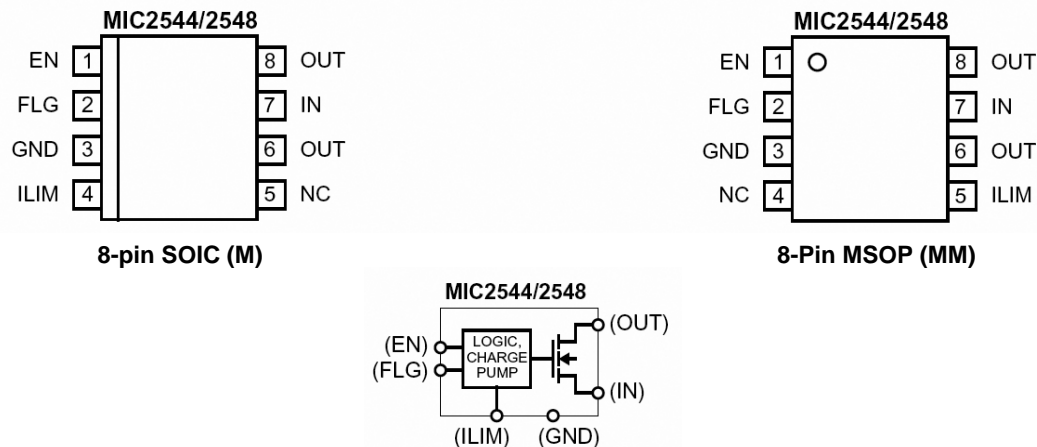 MIC2544/2548
EN 1 8 OUT
FLG 2 7 IN
GND 3 6 OUT
ILIM 4 5 NC
8-pin SOIC (M)
MIC2544/2548
EN 1 8 OUT
FLG 2 7 IN
GND 3 6 OUT
NC 4 5 ILIM
8-Pin MSOP (MM)
MIC2544/2548
(OUT)
(EN)
(FLG)
LOGIC,
CHARGE
PUMP
(IN)
(ILIM) (GND)